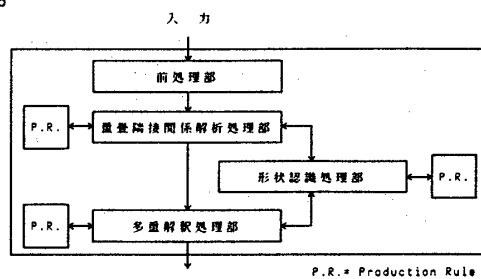 入 力
前処理部
P.R.
重畳隣接関係解析処理部
形状認識処理部
P.R.
P.R.
多重解釈処理部
P.R.= Production Rule